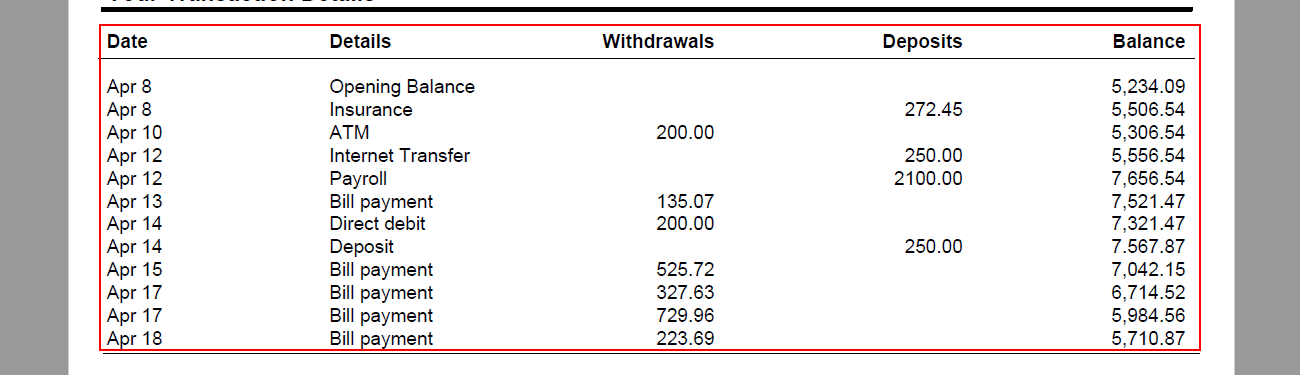 Your Transaction Details
Date Details Withdrawals Deposits Balance
Apr 8 Opening Balance 5,234.09
Apr 8 Insurance 272.45 5,506.54
Apr 10 ATM 200.00 5,306.54
Apr 12 Internet Transfer 250.00 5,556.54
Apr 12 Payroll 2100.00 7,656.54
Apr 13 Bill payment 135.07 7,521.47
Apr 14 Direct debit 200.00 7,321.47
Apr 14 Deposit 250.00 7.567.87
Apr 15 Bill payment 525.72 7,042.15
Apr 17 Bill payment 327.63 6,714.52
Apr 17 Bill payment 729.96 5,984.56
Apr 18 Bill payment 223.69 5,710.87